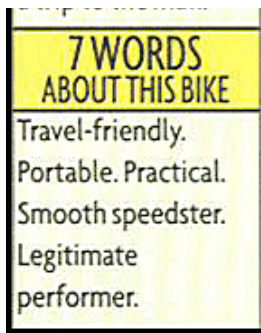 7 WORDS
ABOUT THIS BIKE
Travel-friendly.
Portable. Practical.
Smooth speedster.
Legitimate
performer.